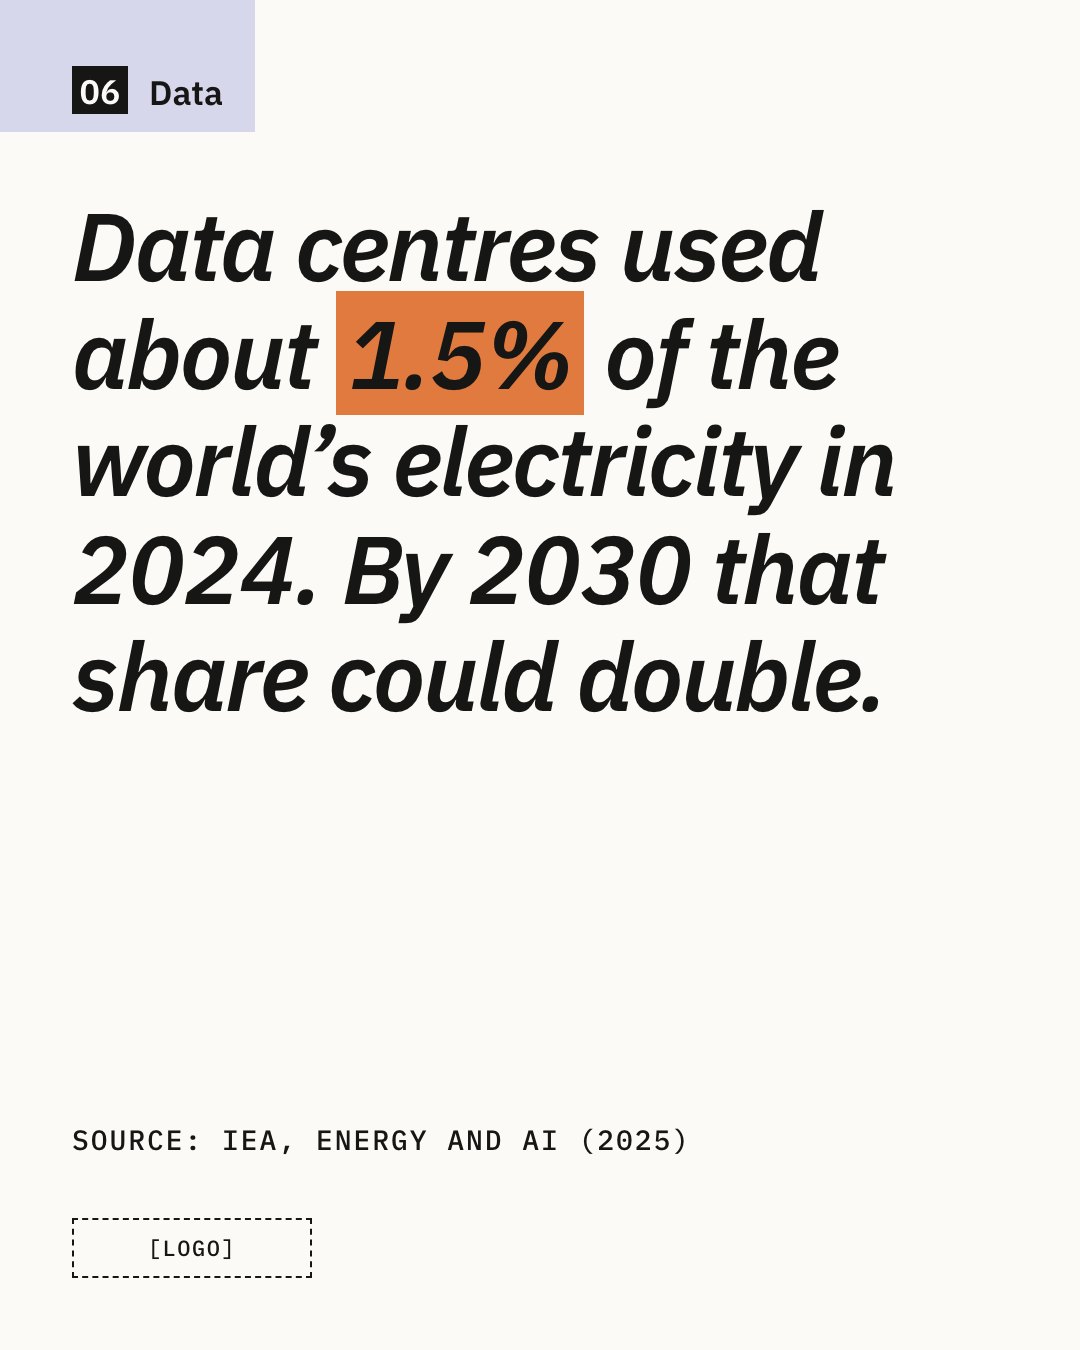 06 Data
Data centres used
about 1.5% of the
world’s electricity in
2024. By 2030 that
share could double.
SOURCE: IEA, ENERGY AND AI (2025)
[LOGO]